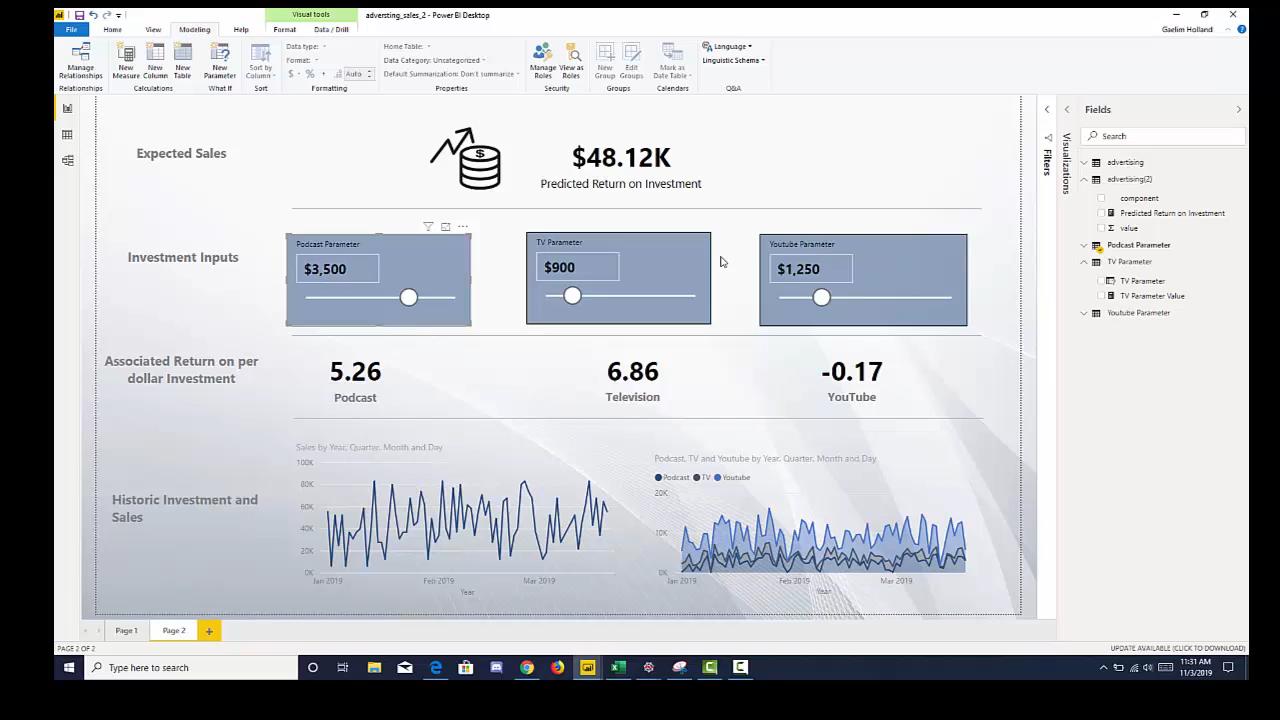 Visual tools
adversting_sales_2 - Power BI Desktop
File
Home
View
Modeling
Help
Format
Data / Drill
Gaelim Holland
Manage Relationships
New Measure
New Column
New Table
New Parameter
Sort by Column
Data type:
Format:
$ % , Auto
Home Table:
Data Category: Uncategorized
Default Summarization: Don't summarize
Manage Roles
View as Roles
New Group
Edit Groups
Mark as Date Table
Language
Linguistic Schema
Relationships
Calculations
What If
Sort
Formatting
Properties
Security
Groups
Calendars
Q&A
Expected Sales
$
$48.12K
Predicted Return on Investment
Investment Inputs
Podcast Parameter
$3,500
TV Parameter
$900
Youtube Parameter
$1,250
Associated Return on per
dollar Investment
5.26
Podcast
6.86
Television
-0.17
YouTube
Historic Investment and
Sales
Sales by Year, Quarter, Month and Day
100K
80K
60K
40K
20K
0K
Jan 2019
Feb 2019
Mar 2019
Year
Podcast, TV and Youtube by Year, Quarter, Month and Day
Podcast TV Youtube
20K
10K
0K
Jan 2019
Feb 2019
Mar 2019
Year
Filters
Visualizations
Fields
Search
advertising
advertising(2)
component
Predicted Return on Investment
value
Podcast Parameter
TV Parameter
TV Parameter
TV Parameter Value
Youtube Parameter
Page 1
Page 2
PAGE 2 OF 2
UPDATE AVAILABLE (CLICK TO DOWNLOAD)
Type here to search
11:31 AM
11/3/2019